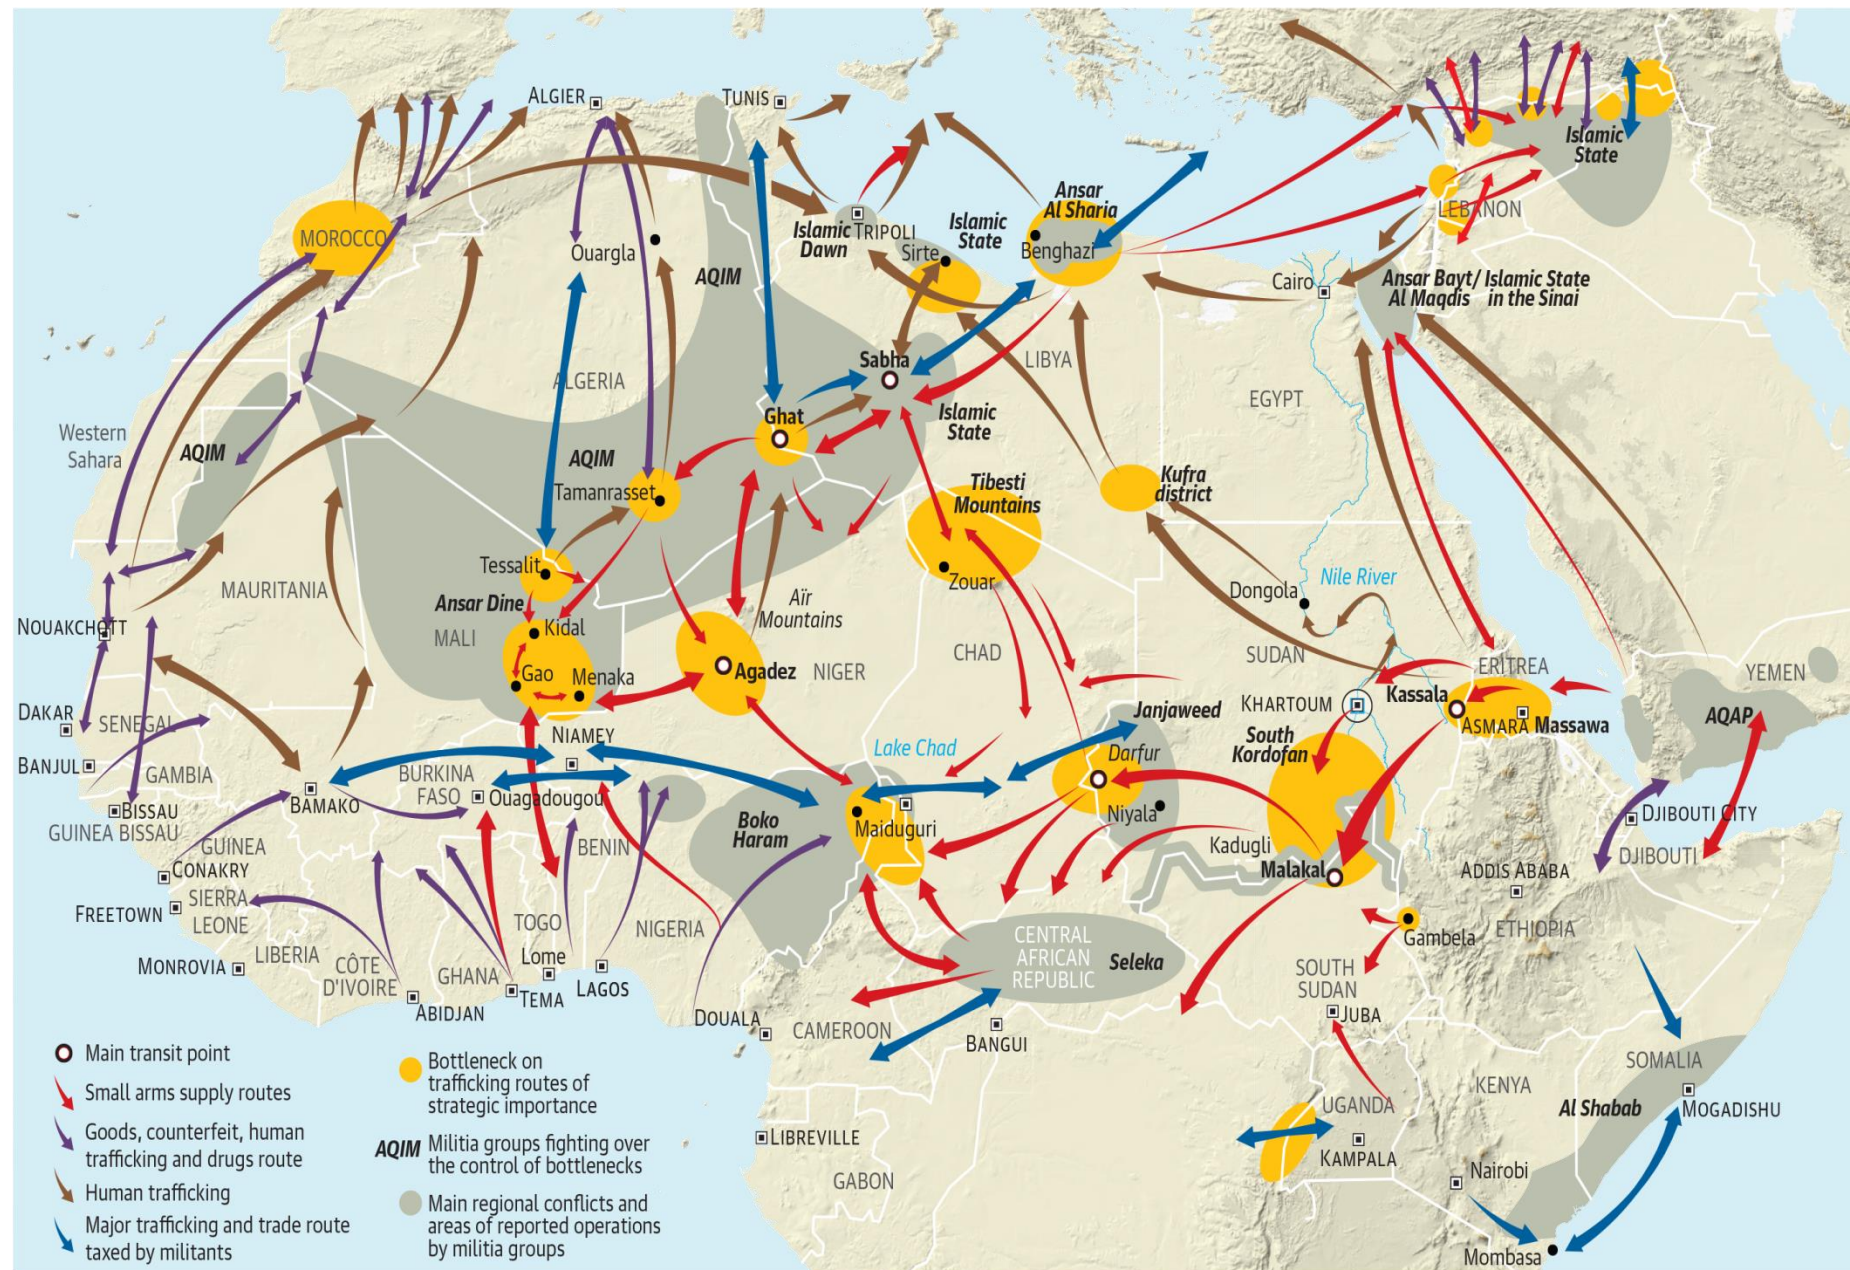 ALGIER
TUNIS
Islamic
State
Ansar
Al Sharia
LEBANON
MOROCCO
Islamic
Dawn
TRIPOLI
Islamic
State
Ouargla
Sirte
Benghazi
AQIM
Cairo
Ansar Bayt/ Islamic State
Al Maqdis in the Sinai
Sabha
LIBYA
ALGERIA
EGYPT
Ghat
Islamic
State
Western
Sahara
AQIM
AQIM
Tamanrasset
Tibesti
Mountains
Kufra
district
Tessalit
Zouar
Nile River
Dongola
MAURITANIA
Ansar Dine
Aïr
Mountains
NOUAKCHOTT
Kidal
MALI
CHAD
SUDAN
ERITREA
YEMEN
Gao
Menaka
Agadez
NIGER
Kassala
KHARTOUM
ASMARA
Massawa
AQAP
DAKAR
SENEGAL
Janjaweed
South
Kordofan
NIAMEY
Lake Chad
Darfur
BANJUL
GAMBIA
BAMAKO
BURKINA
FASO
Ouagadougou
BISSAU
GUINEA BISSAU
Maiduguri
Niyala
DJIBOUTI CITY
Boko
Haram
GUINEA
BENIN
Kadugli
DJIBOUTI
CONAKRY
Malakal
ADDIS ABABA
SIERRA
LEONE
FREETOWN
TOGO
NIGERIA
CENTRAL
AFRICAN
REPUBLIC
Seleka
Gambela
ETHIOPIA
LIBERIA
Lome
MONROVIA
CÔTE
D'IVOIRE
GHANA
TEMA
LAGOS
SOUTH
SUDAN
ABIDJAN
DOUALA
CAMEROON
BANGUI
JUBA
SOMALIA
KENYA
UGANDA
Al Shabab
MOGADISHU
LIBREVILLE
KAMPALA
GABON
Nairobi
Mombasa
Main transit point
Small arms supply routes
Goods, counterfeit, human
trafficking and drugs route
Human trafficking
Major trafficking and trade route
taxed by militants
Bottleneck on
trafficking routes of
strategic importance
AQIM Militia groups fighting over
the control of bottlenecks
Main regional conflicts and
areas of reported operations
by militia groups